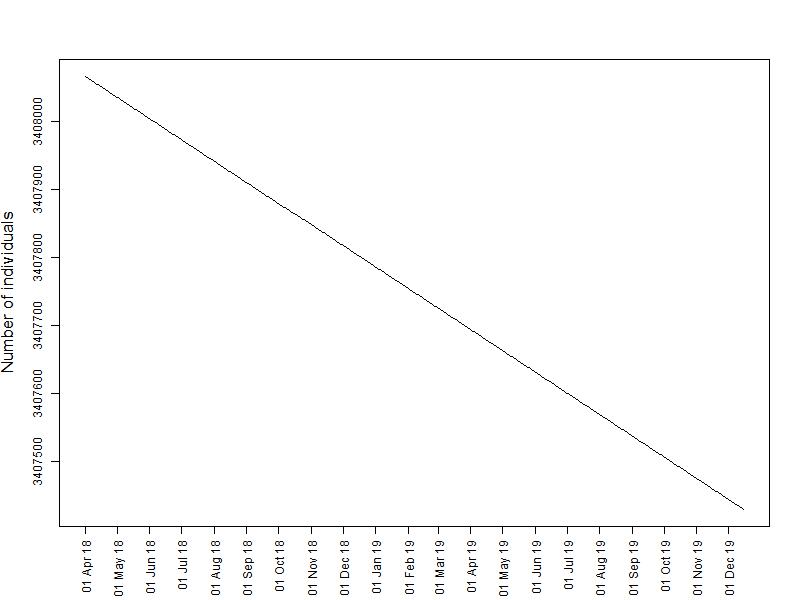 Number of individuals
3408000
3407900
3407800
3407700
3407600
3407500
01 Apr 18
01 May 18
01 Jun 18
01 Jul 18
01 Aug 18
01 Sep 18
01 Oct 18
01 Nov 18
01 Dec 18
01 Jan 19
01 Feb 19
01 Mar 19
01 Apr 19
01 May 19
01 Jun 19
01 Jul 19
01 Aug 19
01 Sep 19
01 Oct 19
01 Nov 19
01 Dec 19